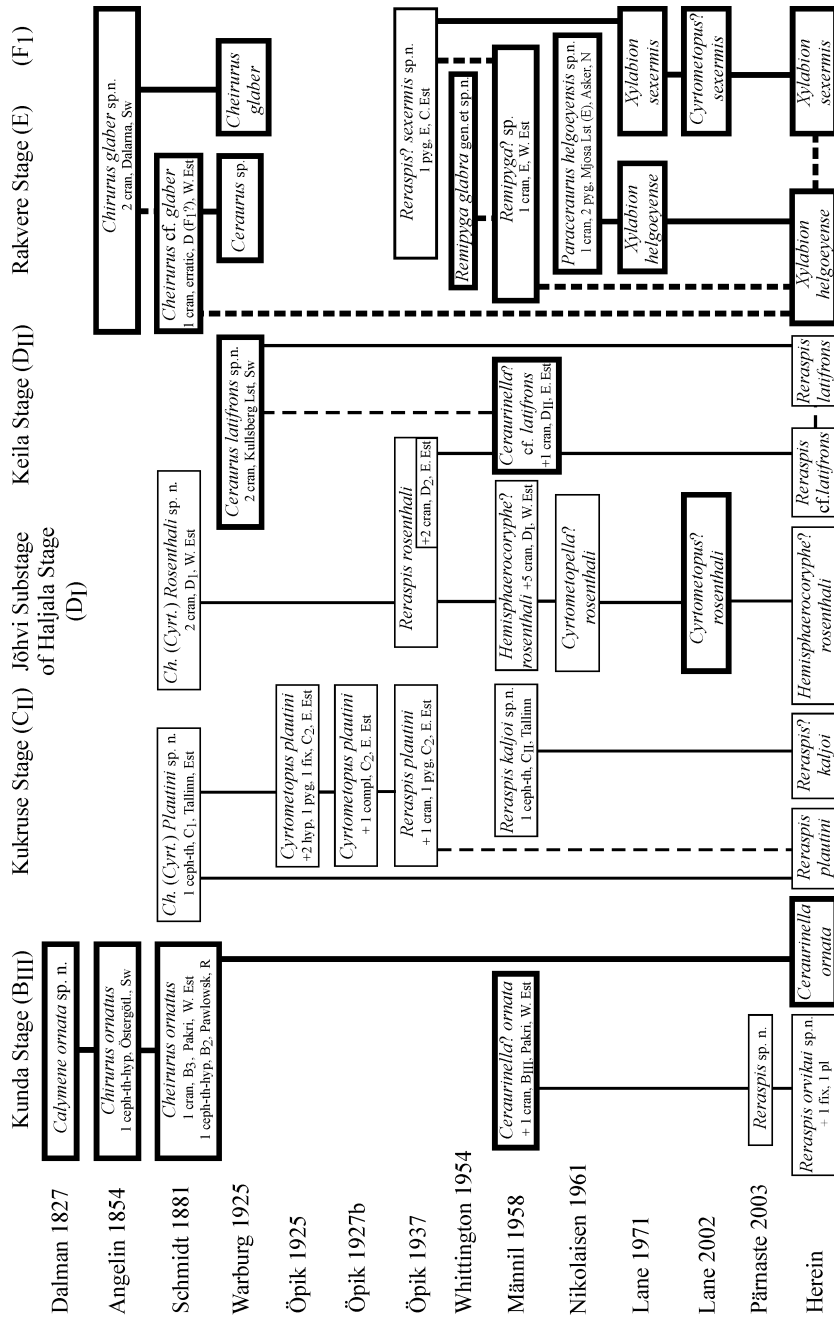 Kunda Stage (BIII)
Kukruse Stage (CII)
Jõhvi Substage
of Haljala Stage
(DI)
Keila Stage (DII)
Rakvere Stage (E)
(F1)
Dalman 1827
Calymene ornata sp. n.
Angelin 1854
Chirurus ornatus
1 ceph-th-hyp, Östergötl., Sw
Chirurus glaber sp.n.
2 cran, Dalarna, Sw
Schmidt 1881
Cheirurus ornatus
1 cran, B3, Pakri, W. Est
1 ceph-th-hyp, B2, Pawlowsk, R
Ch. (Cyrt.) Plautini sp. n.
1 ceph-th, C1, Tallinn, Est
Ch. (Cyrt.) Rosenthali sp. n.
2 cran, D1, W. Est
Cheirurus cf. glaber
1 cran, erratic, D (F1?), W. Est
Warburg 1925
Ceraurus latifrons sp.n.
2 cran, Kullsberg Lst, Sw
Ceraurus sp.
Cheirurus
glaber
Öpik 1925
Cyrtometopus plautini
+2 hyp, 1 pyg, 1 fix, C2, E. Est
Öpik 1927b
Cyrtometopus plautini
+ 1 compl, C2, E. Est
Öpik 1937
Reraspis plautini
+ 1 cran, 1 pyg, C2, E. Est
Reraspis rosenthali
+2 cran, D2, E. Est
Reraspis? sexermis sp.n.
1 pyg, E, C. Est
Whittington 1954
Remipyga glabra gen.et sp.n.
Männil 1958
Ceraurinella? ornata
+ 1 cran, BIII, Pakri, W. Est
Reraspis kaljoi sp.n.
1 ceph-th, CII, Tallinn
Hemisphaerocoryphe?
rosenthali +5 cran, DI, W. Est
Ceraurinella?
cf. latifrons
+1 cran, DII, E. Est
Remipyga? sp.
1 cran, E, W. Est
Nikolaisen 1961
Cyrtometopella?
rosenthali
Paraceraurus helgoeyensis sp.n.
1 cran, 2 pyg, Mjosa Lst (E), Asker, N
Lane 1971
Xylabion
helgoeyense
Xylabion
sexermis
Lane 2002
Cyrtometopus?
rosenthali
Cyrtometopus?
sexermis
Pärnaste 2003
Reraspis sp. n.
Herein
Reraspis orvikui sp.n.
+ 1 fix, 1 pl
Ceraurinella
ornata
Reraspis
plautini
Reraspis?
kaljoi
Hemisphaerocoryphe?
rosenthali
Reraspis
cf.latifrons
Reraspis
latifrons
Xylabion
helgoeyense
Xylabion
sexermis